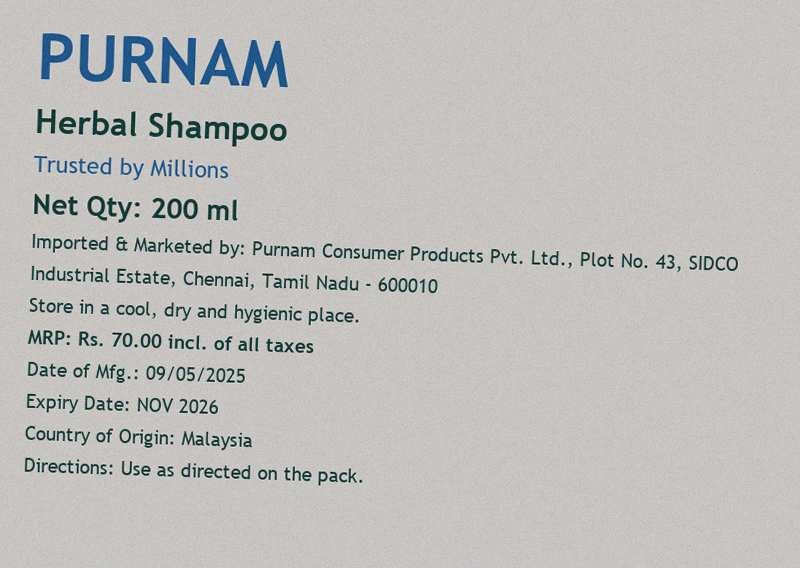 PURNAM
Herbal Shampoo
Trusted by Millions
Net Qty: 200 ml
Imported & Marketed by: Purnam Consumer Products Pvt. Ltd., Plot No. 43, SIDCO
Industrial Estate, Chennai, Tamil Nadu - 600010
Store in a cool, dry and hygienic place.
MRP: Rs. 70.00 incl. of all taxes
Date of Mfg.: 09/05/2025
Expiry Date: NOV 2026
Country of Origin: Malaysia
Directions: Use as directed on the pack.